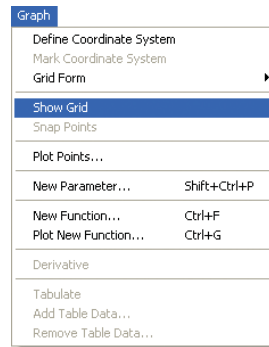 Graph
Define Coordinate System
Mark Coordinate System
Grid Form
Show Grid
Snap Points
Plot Points...
New Parameter... Shift+Ctrl+P
New Function... Ctrl+F
Plot New Function... Ctrl+G
Derivative
Tabulate
Add Table Data...
Remove Table Data...